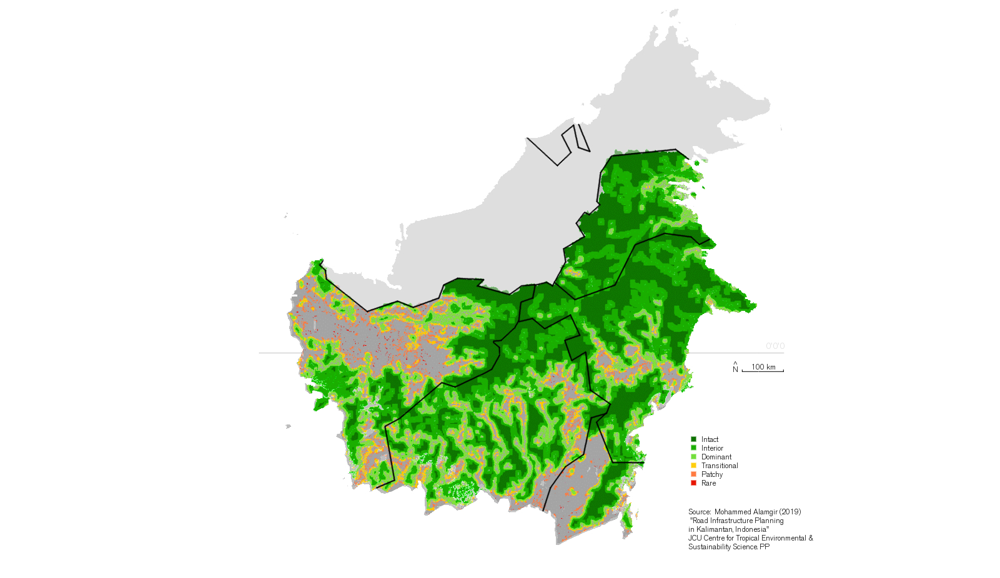 0°0'0
^
N
100 km
Intact
Interior
Dominant
Transitional
Patchy
Rare
Source: Mohammed Alamgir (2019)
"Road Infrastructure Planning
in Kalimantan, Indonesia"
JCU Centre for Tropical Environmental &
Sustainability Science. PP